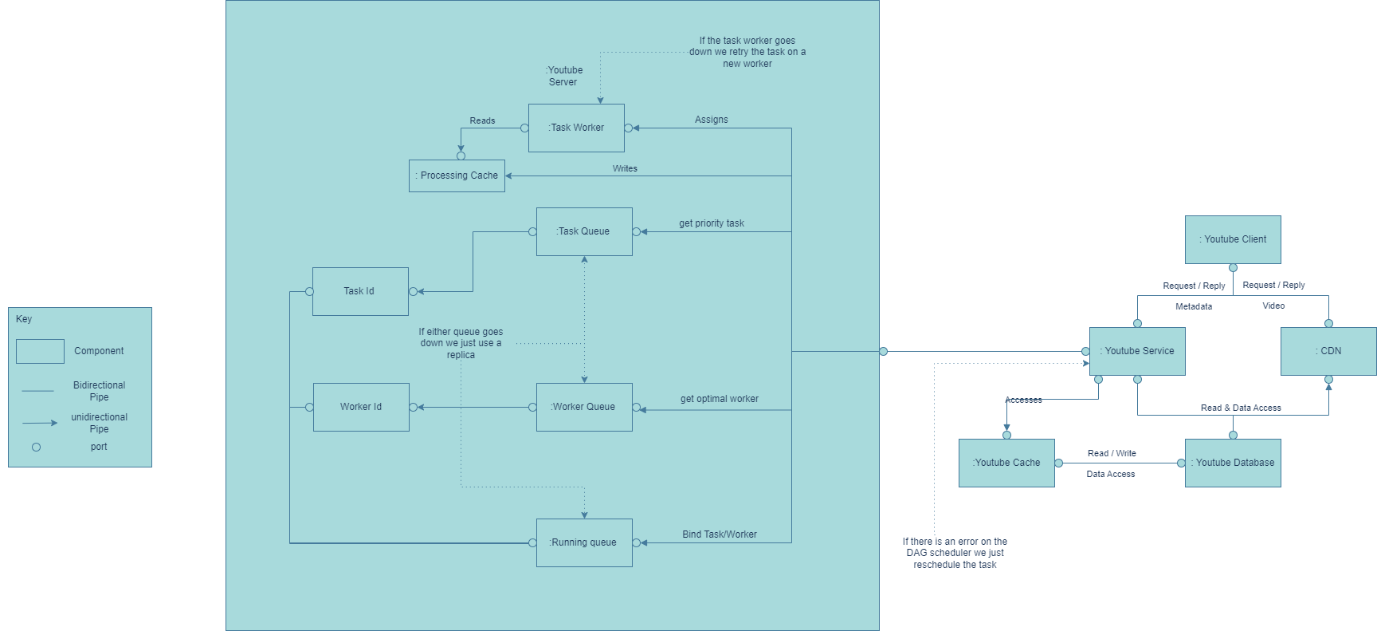 If the task worker goes
down we retry the task on a
new worker
:Youtube
Server
:Task Worker
Assigns
Reads
: Processing Cache
Writes
:Task Queue
get priority task
Task Id
If either queue goes
down we just use a
replica
Worker Id
:Worker Queue
get optimal worker
:Running queue
Bind Task/Worker
Key
Component
Bidirectional
Pipe
unidirectional
Pipe
port
: Youtube Client
Request / Reply
Metadata
Request / Reply
Video
: Youtube Service
: CDN
Accesses
Read & Data Access
:Youtube Cache
Read / Write
Data Access
: Youtube Database
If there is an error on the
DAG scheduler we just
reschedule the task